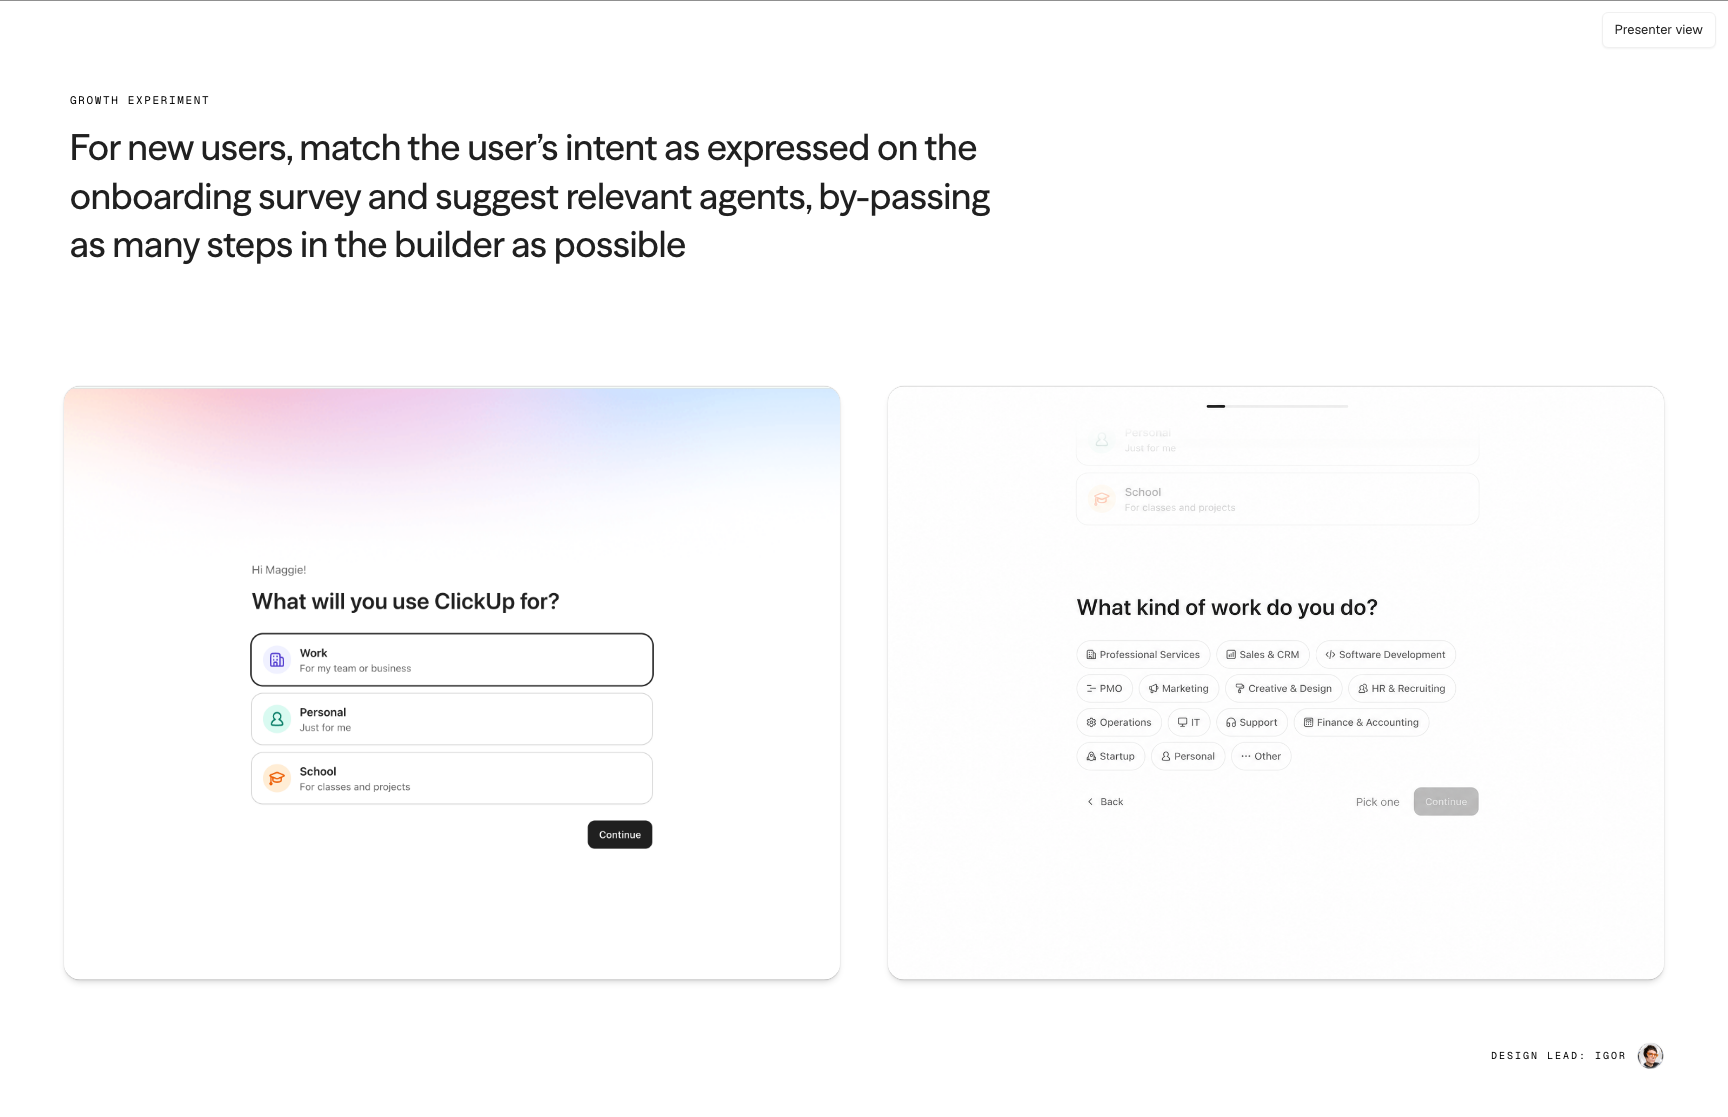 Presenter view
GROWTH EXPERIMENT
For new users, match the user’s intent as expressed on the
onboarding survey and suggest relevant agents, by-passing
as many steps in the builder as possible
Hi Maggie!
What will you use ClickUp for?
Work
For my team or business
Personal
Just for me
School
For classes and projects
Continue
Personal
Just for me
School
For classes and projects
What kind of work do you do?
Professional Services
Sales & CRM
Software Development
PMO
Marketing
Creative & Design
HR & Recruiting
Operations
IT
Support
Finance & Accounting
Startup
Personal
Other
Back
Pick one
Continue
DESIGN LEAD: IGOR